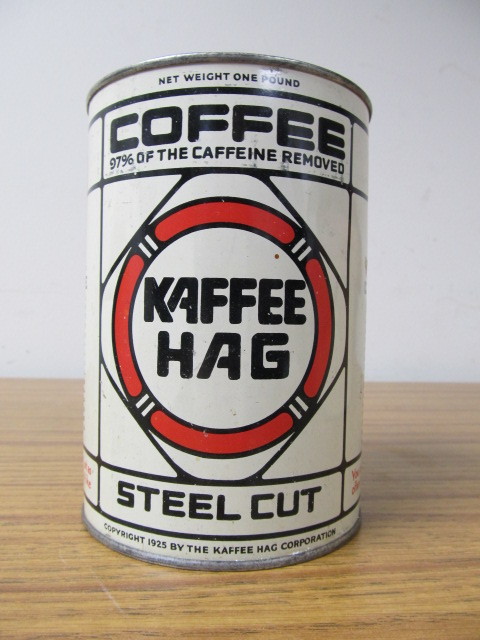 NET WEIGHT ONE POUND
COFFEE
97% OF THE CAFFEINE REMOVED
KAFFEE
HAG
STEEL CUT
COPYRIGHT 1925 BY THE KAFFEE HAG CORPORATION